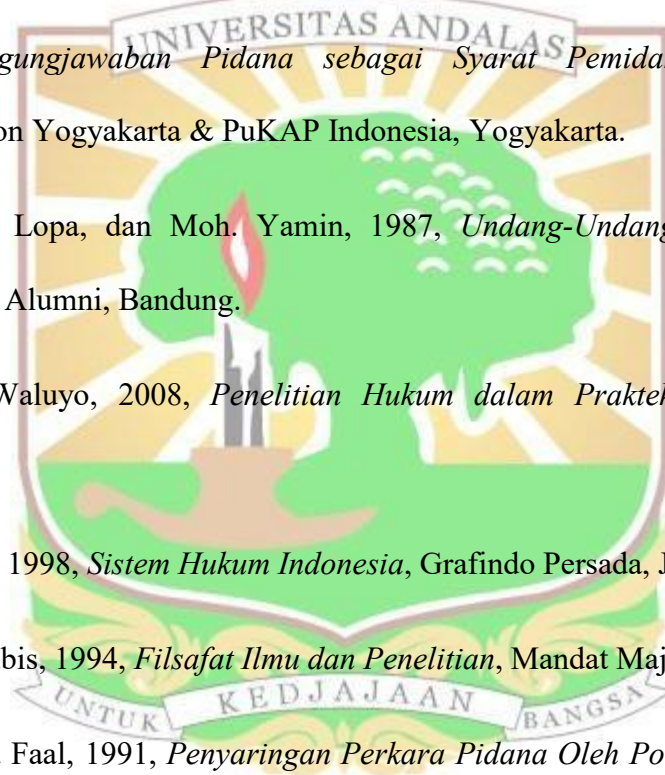 UNIVERSITAS ANDALAS
gungjawaban Pidana sebagai Syarat Pemida
on Yogyakarta & PuKAP Indonesia, Yogyakarta.
Lopa, dan Moh. Yamin, 1987, Undang-Undang
Alumni, Bandung.
Waluyo, 2008, Penelitian Hukum dalam Praktek
1998, Sistem Hukum Indonesia, Grafindo Persada, J
bis, 1994, Filsafat Ilmu dan Penelitian, Mandat Maj
UNTUK KEDJAJAAN BANGSA
Faal, 1991, Penyaringan Perkara Pidana Oleh Po